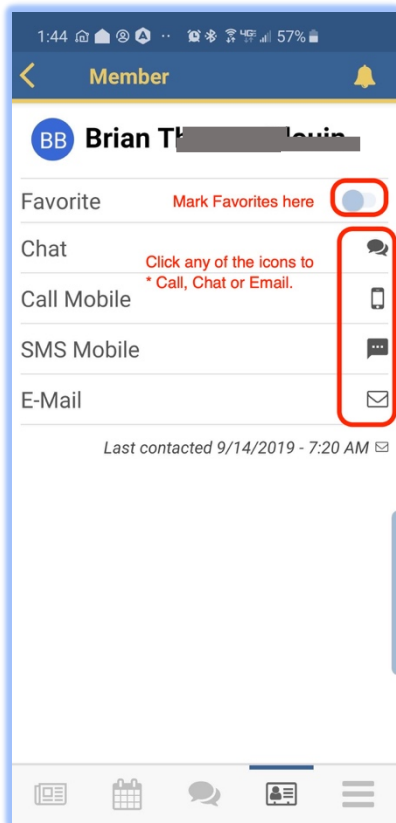 1:44 57%
Member
BB Brian
Favorite Mark Favorites here
Chat
Click any of the icons to
* Call, Chat or Email.
Call Mobile
SMS Mobile
E-Mail
Last contacted 9/14/2019 - 7:20 AM